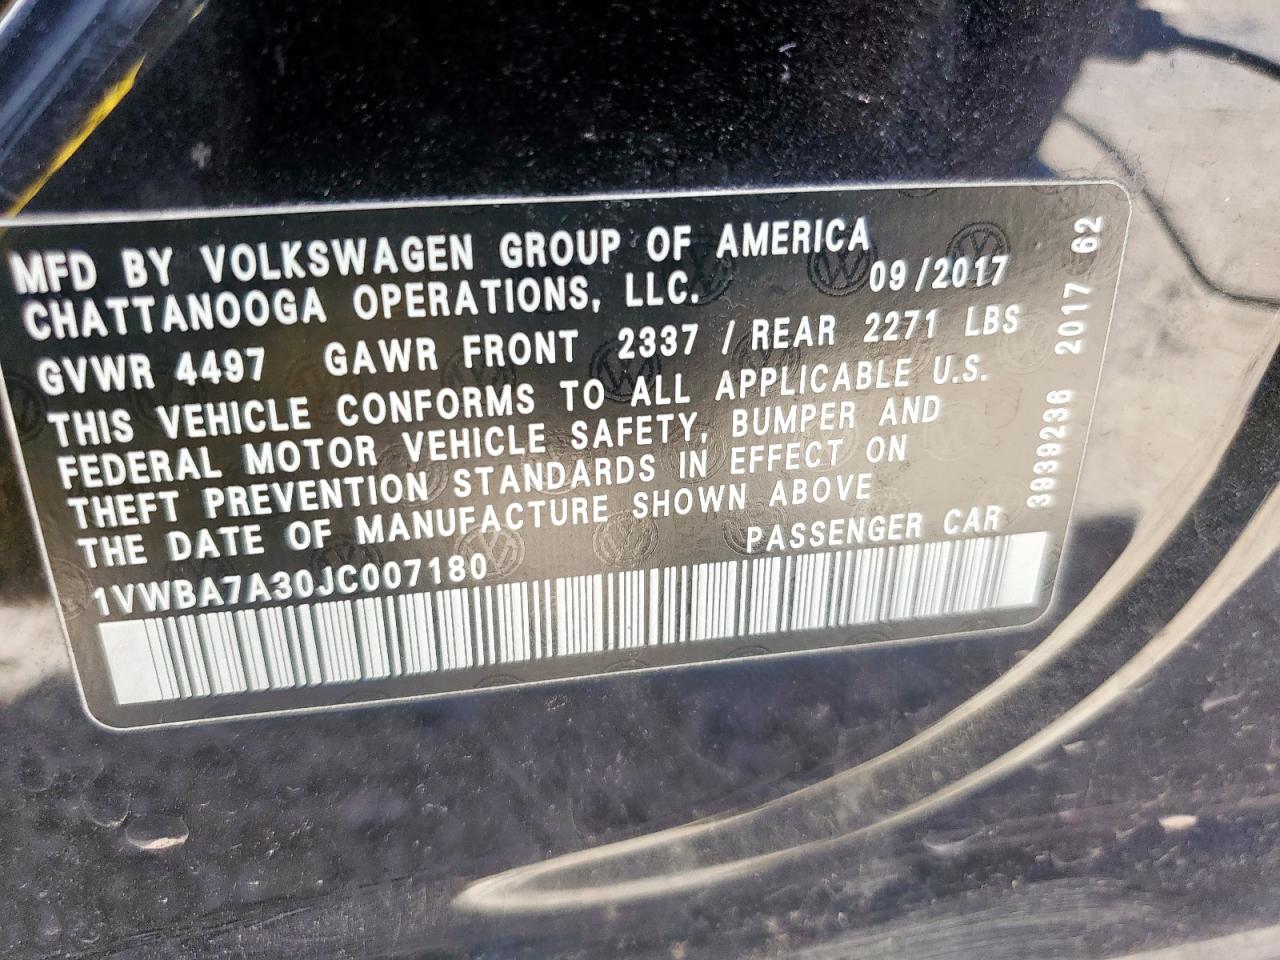 MFD BY VOLKSWAGEN GROUP OF AMERICA
CHATTANOOGA OPERATIONS, LLC. 09/2017
GVWR 4497 GAWR FRONT 2337 / REAR 2271 LBS
THIS VEHICLE CONFORMS TO ALL APPLICABLE U.S.
FEDERAL MOTOR VEHICLE SAFETY, BUMPER AND
THEFT PREVENTION STANDARDS IN EFFECT ON
THE DATE OF MANUFACTURE SHOWN ABOVE
1VWBA7A30JC007180 PASSENGER CAR
3939236 2017 62